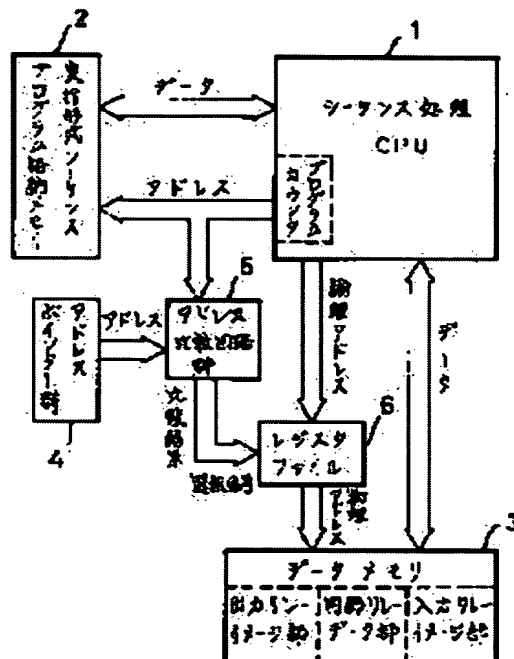 2
1
実行形式シーケンス
プログラム格納メモリ
データ
シーケンス処理
CPU
プログラム
カウンタ
アドレス
5
アドレス
ポインター群
アドレス
アドレス
比較回路
部
論理アドレス
データ
4
比較結果
選択信号
6
レジスタ
ファイル
物理
アドレス
3
データメモリ
出力リレー
イメージ部
内部リレー
データ部
入力リレー
イメージ部